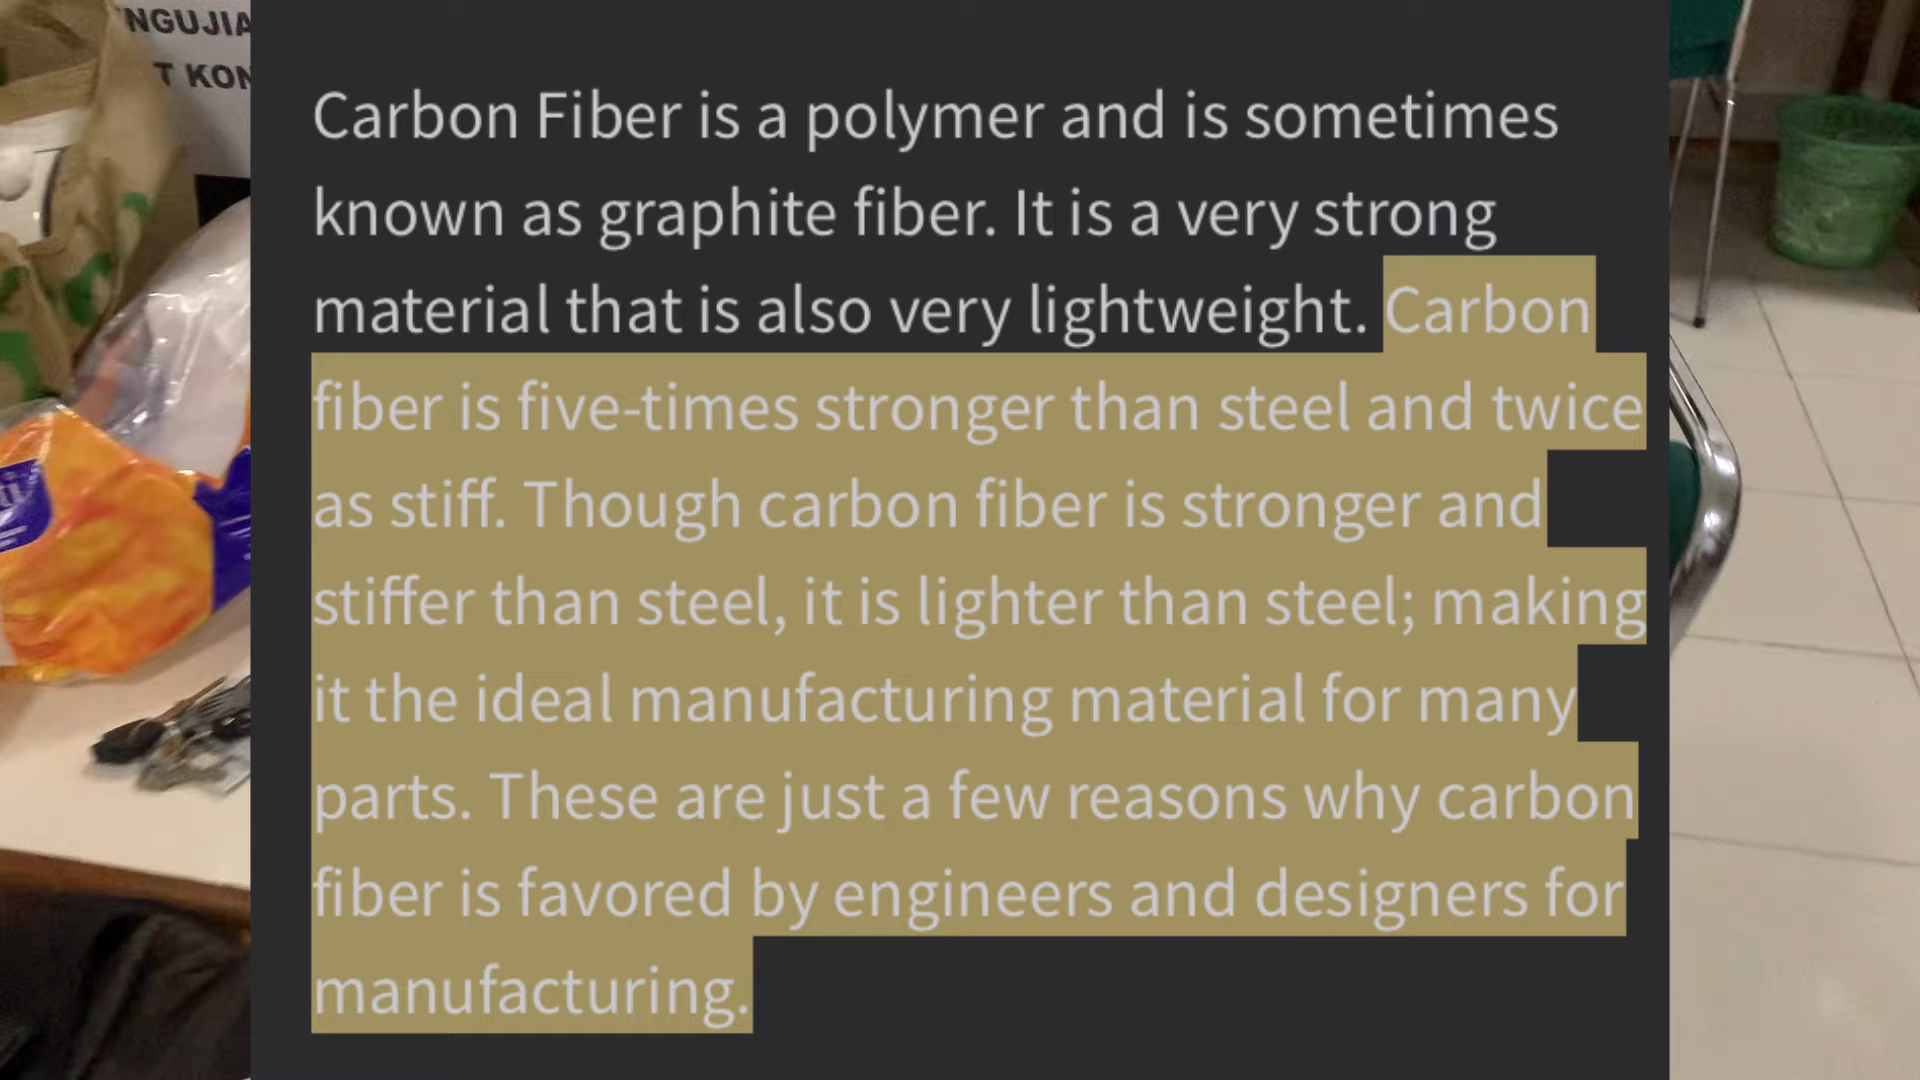 NGUJIA
T KON
Carbon Fiber is a polymer and is sometimes
known as graphite fiber. It is a very strong
material that is also very lightweight. Carbon
fiber is five-times stronger than steel and twice
as stiff. Though carbon fiber is stronger and
stiffer than steel, it is lighter than steel; making
it the ideal manufacturing material for many
parts. These are just a few reasons why carbon
fiber is favored by engineers and designers for
manufacturing.